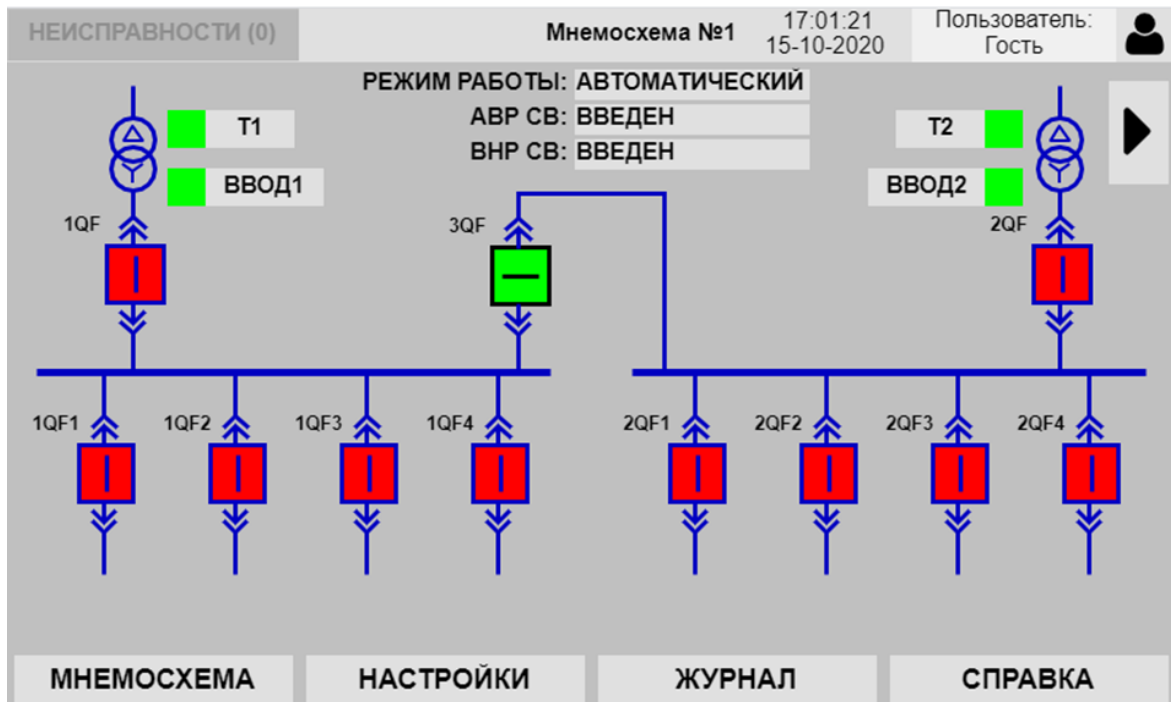 НЕИСПРАВНОСТИ (0)
Мнемосхема №1
17:01:21
15-10-2020
Пользователь:
Гость
РЕЖИМ РАБОТЫ: АВТОМАТИЧЕСКИЙ
АВР СВ: ВВЕДЕН
ВНР СВ: ВВЕДЕН
Т1
Т2
ВВОД1
ВВОД2
1QF
3QF
2QF
1QF1
1QF2
1QF3
1QF4
2QF1
2QF2
2QF3
2QF4
МНЕМОСХЕМА
НАСТРОЙКИ
ЖУРНАЛ
СПРАВКА